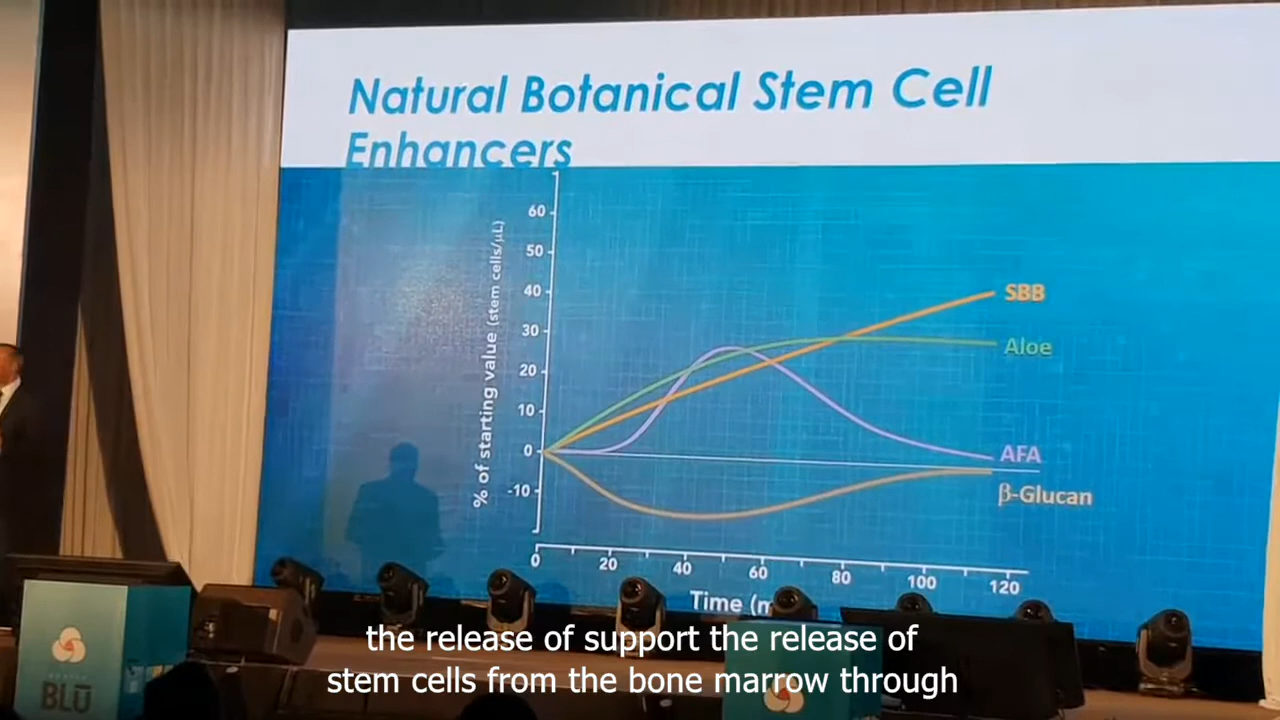 Natural Botanical Stem Cell
Enhancers
% of starting value (stem cells/µL)
60
50
40
30
20
10
0
-10
SBB
Aloe
AFA
β-Glucan
0
20
40
60
80
100
120
Time (m
the release of support the release of
stem cells from the bone marrow through
BLŪ